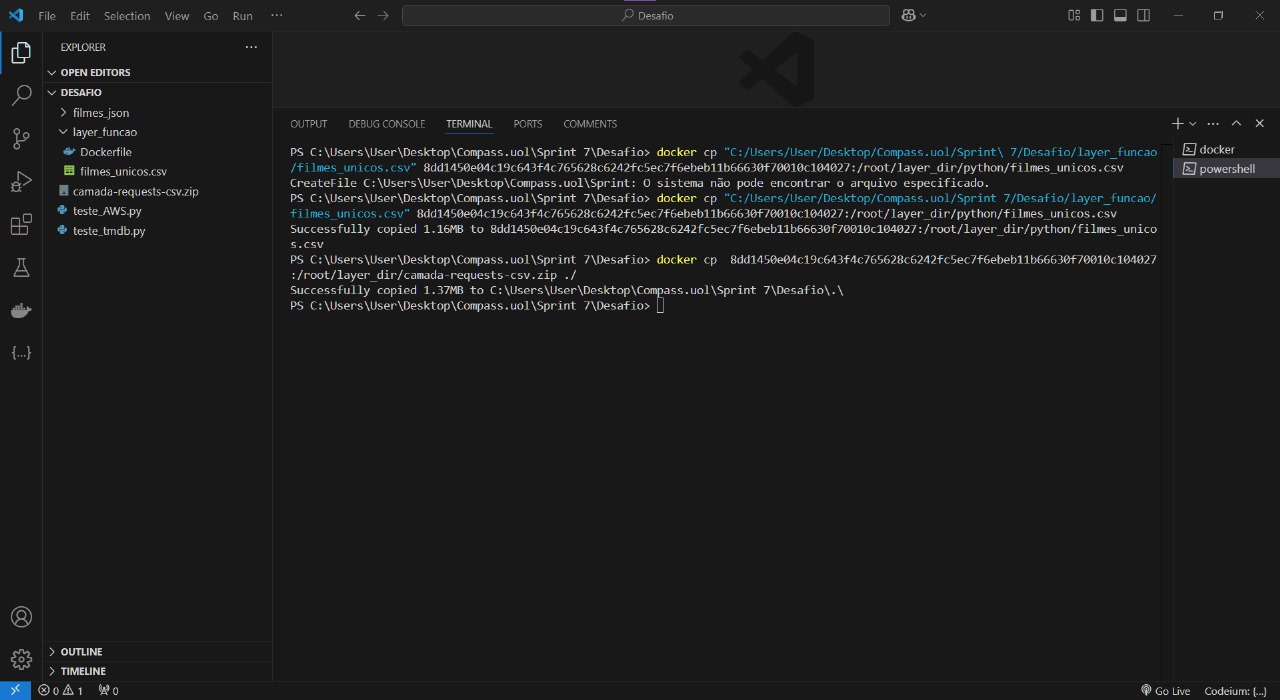 File Edit Selection View Go Run ···
Desafio
EXPLORER
OPEN EDITORS
DESAFIO
filmes_json
layer_funcao
Dockerfile
filmes_unicos.csv
camada-requests-csv.zip
teste_AWS.py
teste_tmdb.py
OUTLINE
TIMELINE
OUTPUT DEBUG CONSOLE TERMINAL PORTS COMMENTS
PS C:\Users\User\Desktop\Compass.uol\Sprint 7\Desafio> docker cp "C:/Users/User/Desktop/Compass.uol/Sprint\ 7/Desafio/layer_funcao
/filmes_unicos.csv" 8dd1450e04c19c643f4c765628c6242fc5ec7f6ebeb11b66630f70010c104027:/root/layer_dir/python/filmes_unicos.csv
CreateFile C:\Users\User\Desktop\Compass.uol\Sprint: O sistema não pode encontrar o arquivo especificado.
PS C:\Users\User\Desktop\Compass.uol\Sprint 7\Desafio> docker cp "C:/Users/User/Desktop/Compass.uol/Sprint 7/Desafio/layer_funcao/
filmes_unicos.csv" 8dd1450e04c19c643f4c765628c6242fc5ec7f6ebeb11b66630f70010c104027:/root/layer_dir/python/filmes_unicos.csv
Successfully copied 1.16MB to 8dd1450e04c19c643f4c765628c6242fc5ec7f6ebeb11b66630f70010c104027:/root/layer_dir/python/filmes_unico
s.csv
PS C:\Users\User\Desktop\Compass.uol\Sprint 7\Desafio> docker cp  8dd1450e04c19c643f4c765628c6242fc5ec7f6ebeb11b66630f70010c104027
:/root/layer_dir/camada-requests-csv.zip ./
Successfully copied 1.37MB to C:\Users\User\Desktop\Compass.uol\Sprint 7\Desafio\.\
PS C:\Users\User\Desktop\Compass.uol\Sprint 7\Desafio>
docker
powershell
0 1 0
Go Live Codeium: {...}